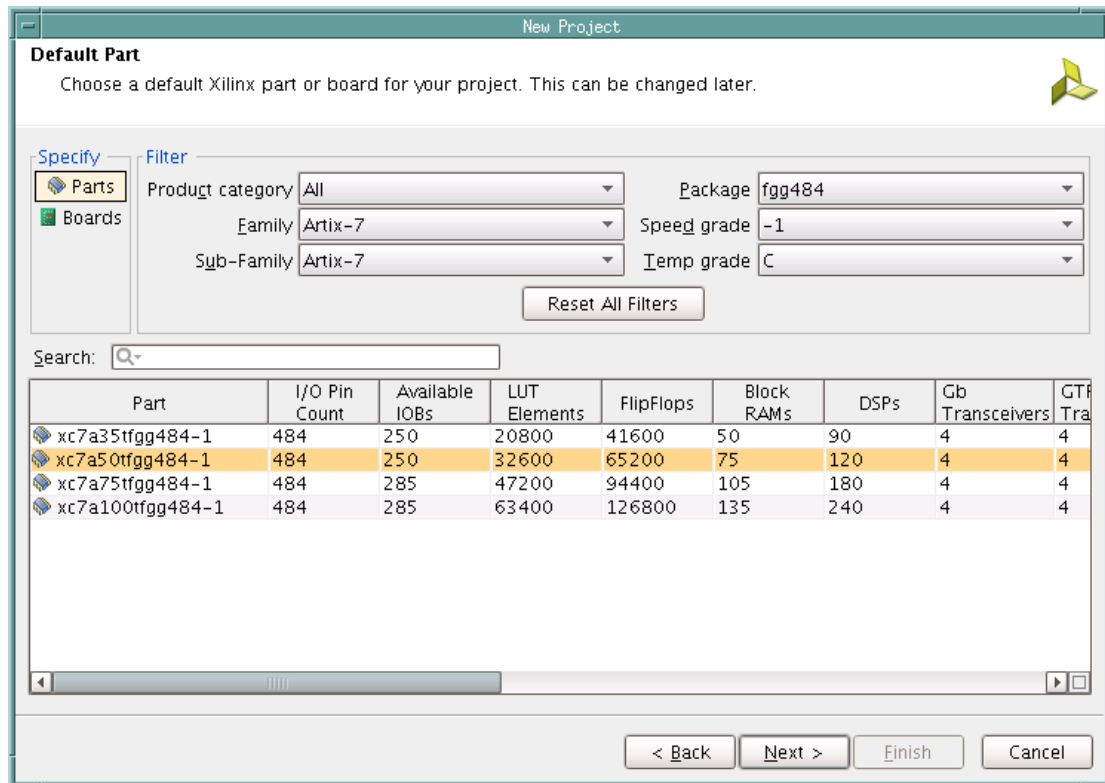 New Project
Default Part
Choose a default Xilinx part or board for your project. This can be changed later.
Specify
Filter
Parts
Boards
Product category All
Package fgg484
Family Artix-7
Speed grade -1
Sub-Family Artix-7
Temp grade C
Reset All Filters
Search:
Part I/O Pin Count Available IOBs LUT Elements FlipFlops Block RAMs DSPs Gb Transceivers
xc7a35tfgg484-1 484 250 20800 41600 50 90 4 4
xc7a50tfgg484-1 484 250 32600 65200 75 120 4 4
xc7a75tfgg484-1 484 285 47200 94400 105 180 4 4
xc7a100tfgg484-1 484 285 63400 126800 135 240 4 4
< Back Next > Finish Cancel